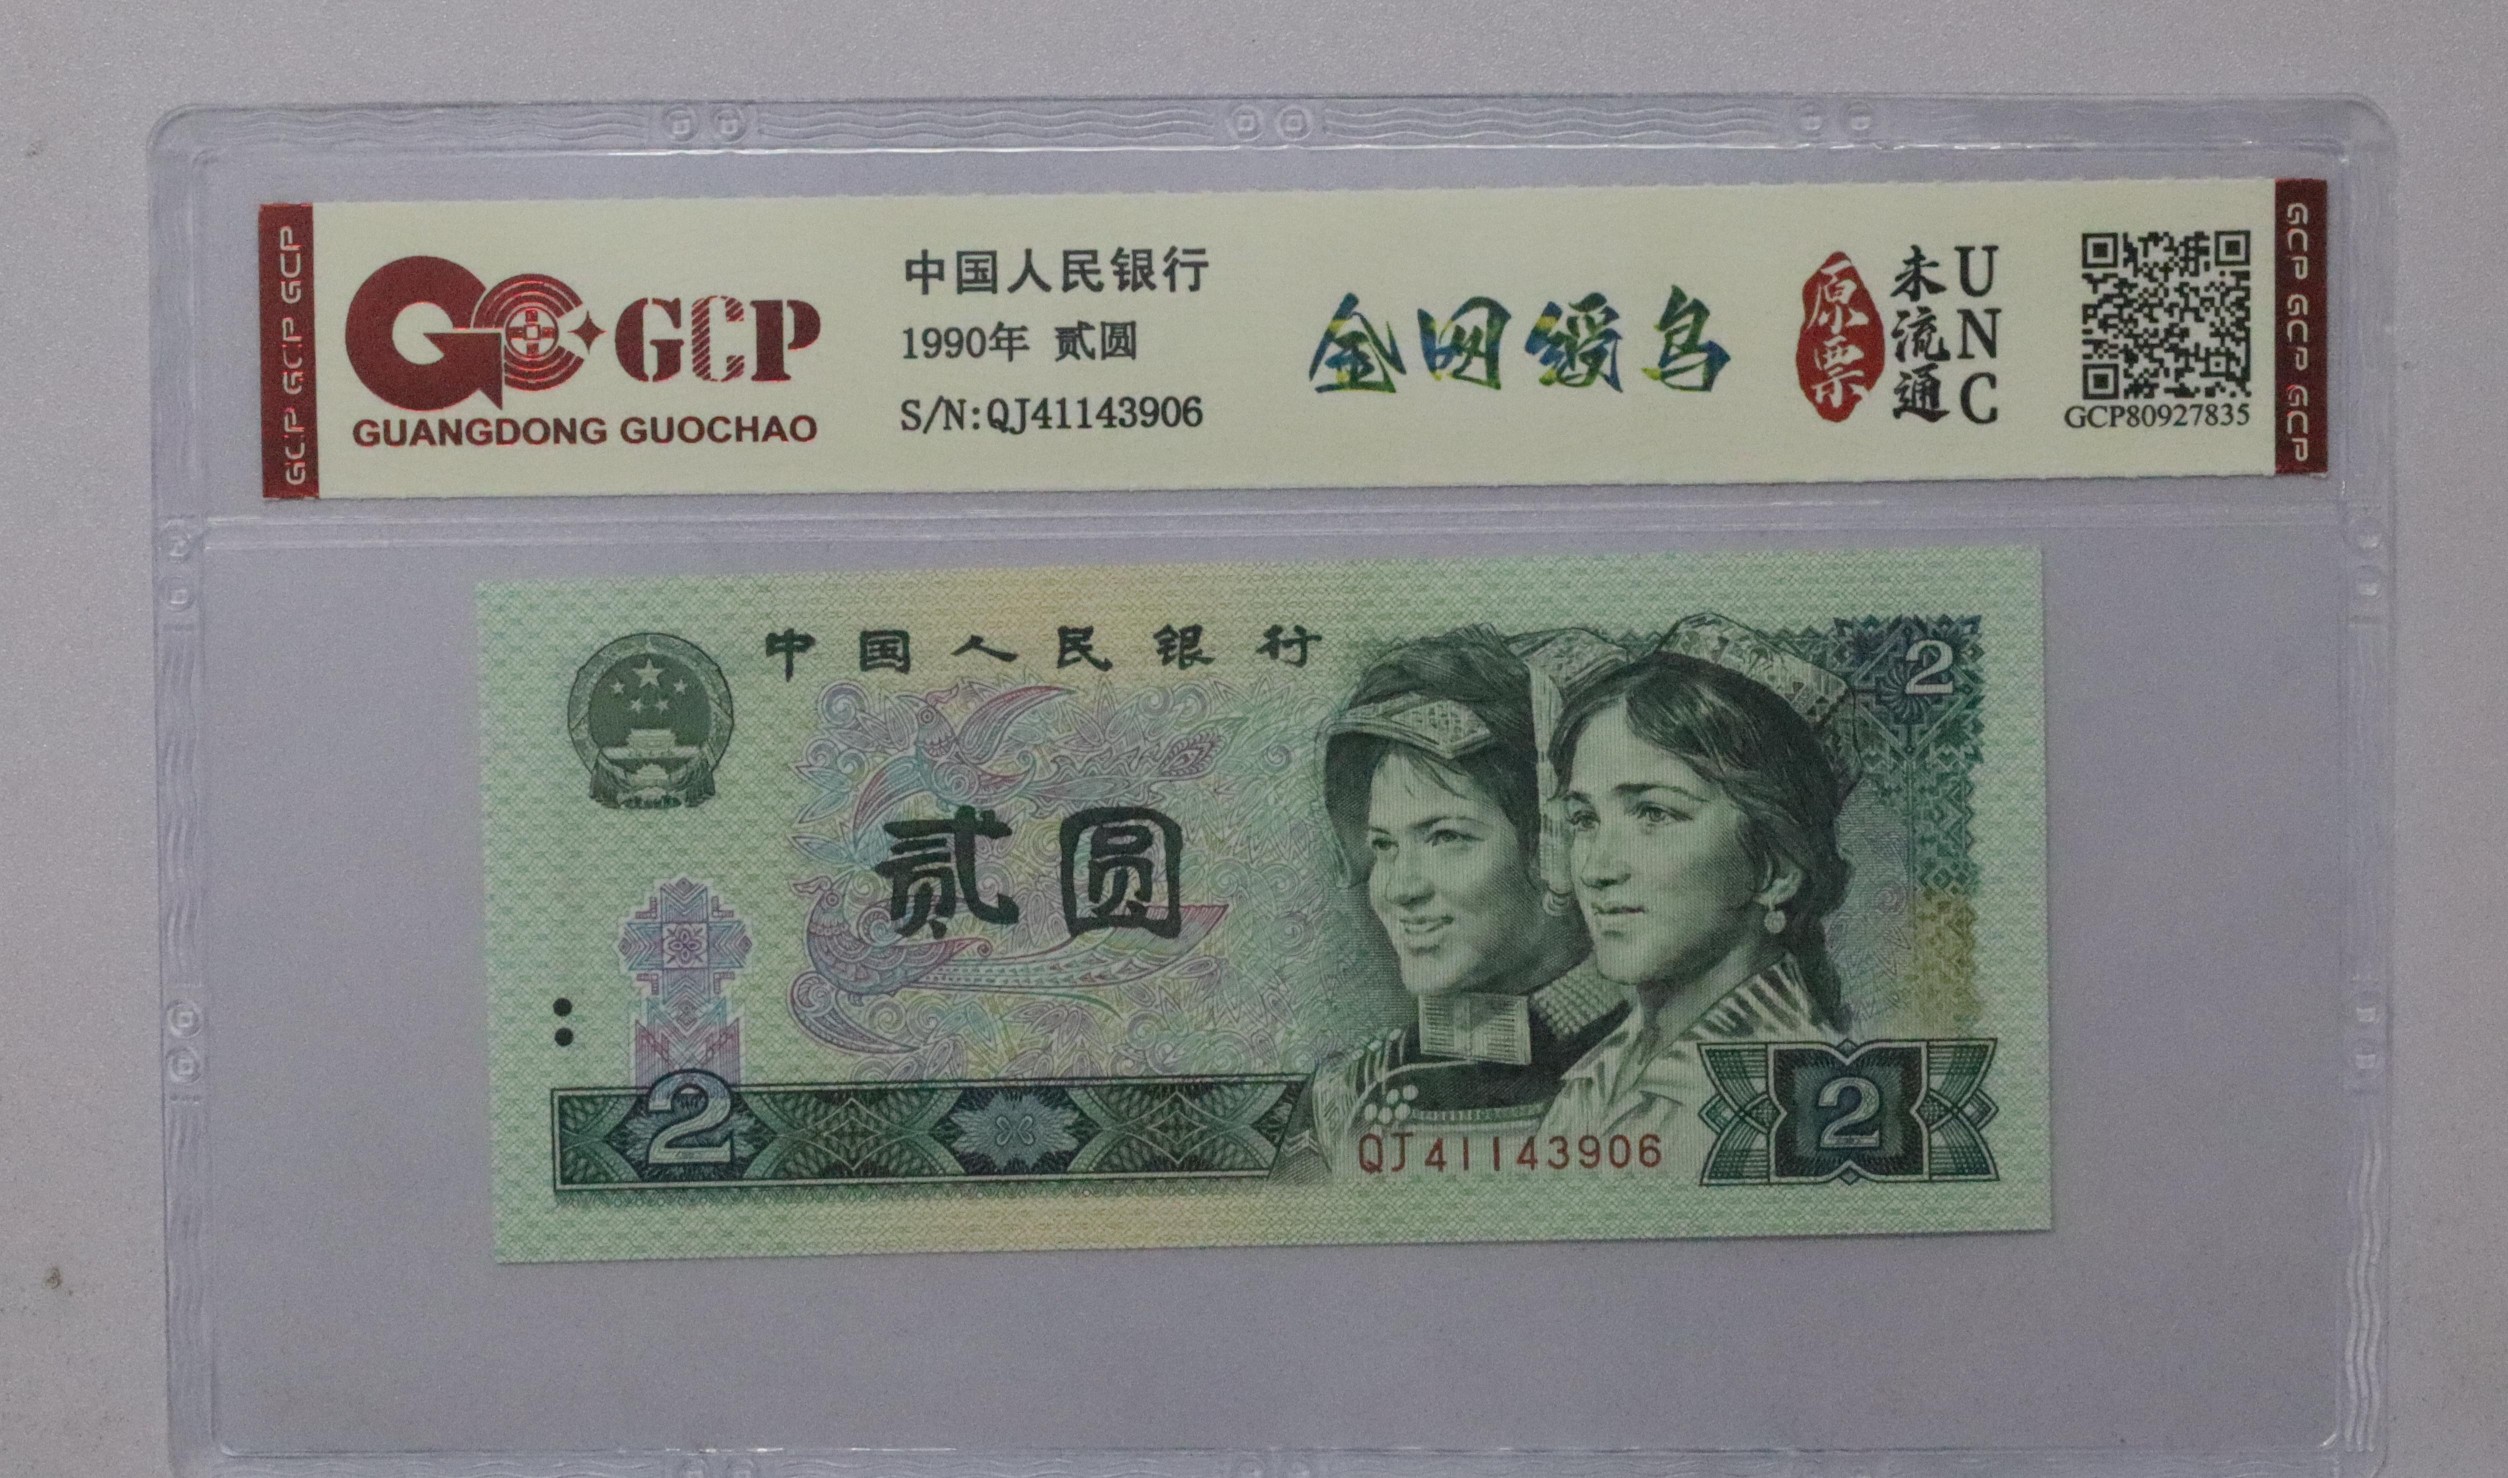 GCP GCP GCP
GCP
GUANGDONG GUOCHAO
中国人民银行
1990年 贰圆
S/N:QJ41143906
金网绶鸟
原票
未流通
UNC
GCP80927835
GCP GCP GCP
中国人民银行
2
贰圆
2
QJ41143906
2